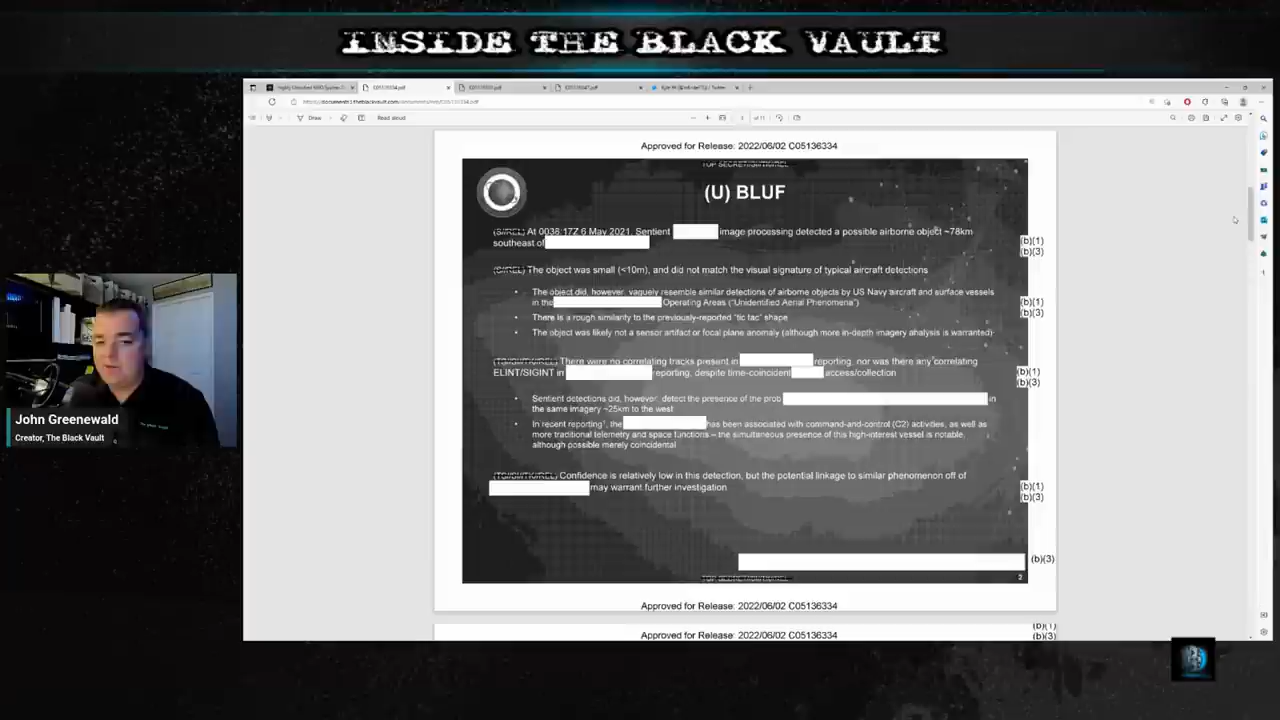 INSIDE THE BLACK VAULT
Draw
Read aloud
of 11
Approved for Release: 2022/06/02 C05136334
(U) BLUF
At 0038:17Z 6 May 2021, Sentient image processing detected a possible airborne object ~78km
southeast of
(b)(1)
(b)(3)
The object was small (<10m), and did not match the visual signature of typical aircraft detections
• The object did, however, vaguely resemble similar detections of airborne objects by US Navy aircraft and surface vessels
in the Operating Areas ("Unidentified Aerial Phenomena")
(b)(1)
(b)(3)
• There is a rough similarity to the previously-reported "tic tac" shape
• The object was likely not a sensor artifact or focal plane anomaly (although more in-depth imagery analysis is warranted)
There were no correlating tracks present in reporting, nor was there any correlating
ELINT/SIGINT in reporting, despite time-coincident access/collection
(b)(1)
(b)(3)
• Sentient detections did, however, detect the presence of the prob in
the same imagery ~25km to the west
• In recent reporting¹, the has been associated with command-and-control (C2) activities, as well as
more traditional telemetry and space functions – the simultaneous presence of this high-interest vessel is notable,
although possible merely coincidental
Confidence is relatively low in this detection, but the potential linkage to similar phenomenon off of
may warrant further investigation
(b)(1)
(b)(3)
(b)(3)
2
Approved for Release: 2022/06/02 C05136334
Approved for Release: 2022/06/02 C05136334
(b)(1)
(b)(3)
John Greenewald
Creator, The Black Vault